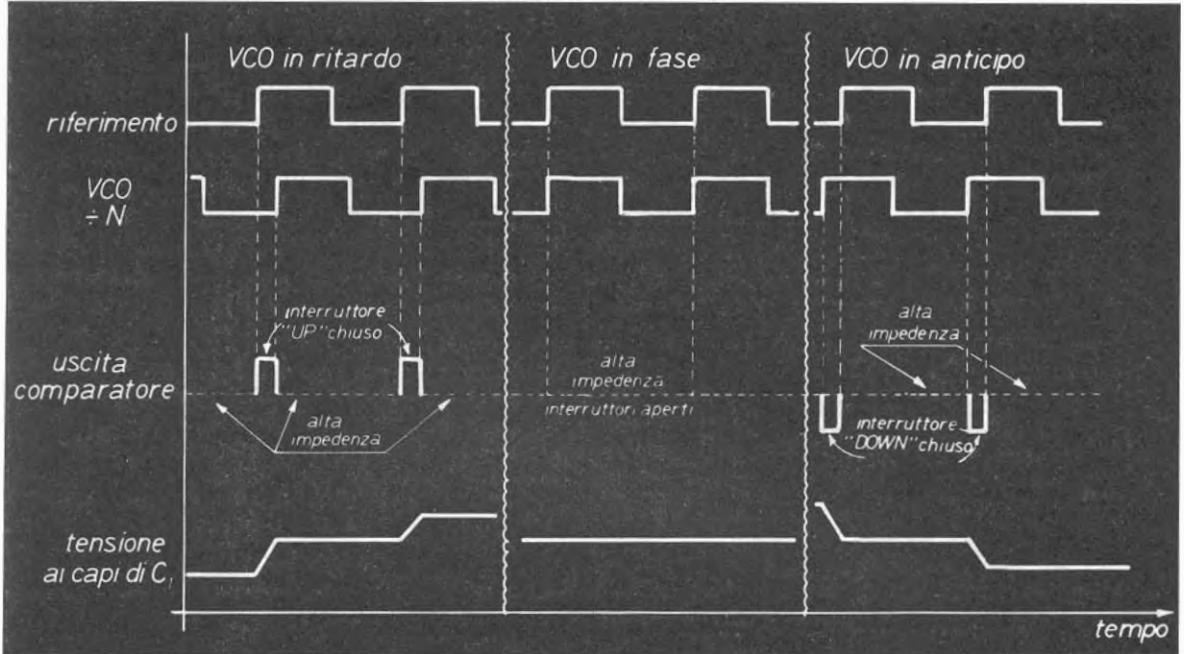 VCO in ritardo
VCO in fase
VCO in anticipo
riferimento
VCO
÷ N
interruttore
"UP" chiuso
alta
impedenza
uscita
comparatore
alta
impedenza
alta
impedenza
interruttori aperti
interruttore
"DOWN" chiuso
tensione
ai capi di C₁
tempo